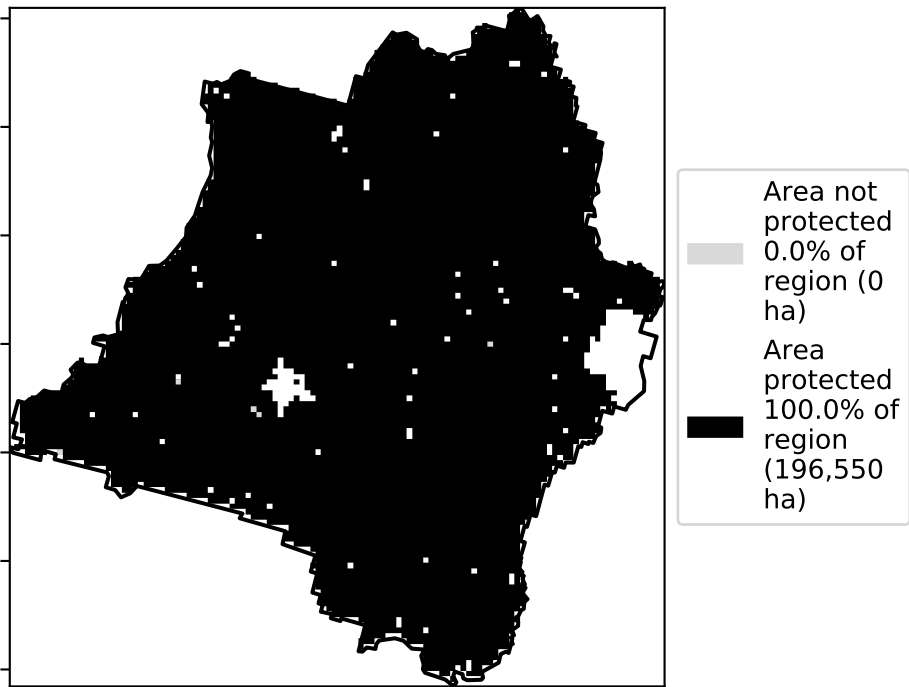 Area not
protected
0.0% of
region (0
ha)
Area
protected
100.0% of
region
(196,550
ha)